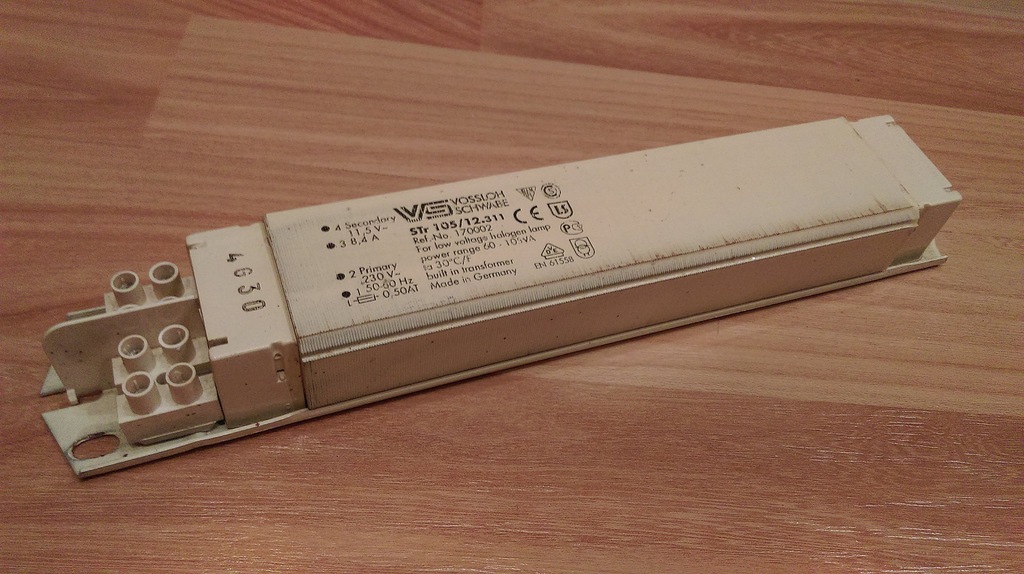 4G30
4 Secondary
11,5 V~
3 8,4 A
2 Primary
230 V~
50-60 Hz
1 0,50AT
VS VOSSLOH
SCHWABE
STr 105/12.311
Ref.-No. 170002
For low voltage halogen lamp
power range 60 - 105VA
ta 30°C/F
built in transformer
Made in Germany
CE
EN 61558